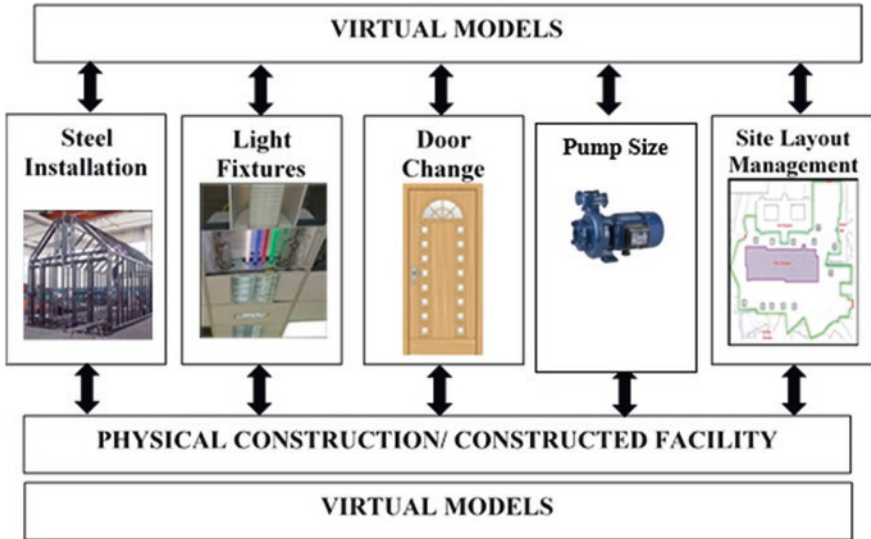 VIRTUAL MODELS
Steel
Installation
Light
Fixtures
Door
Change
Pump Size
Site Layout
Management
PHYSICAL CONSTRUCTION/ CONSTRUCTED FACILITY
VIRTUAL MODELS